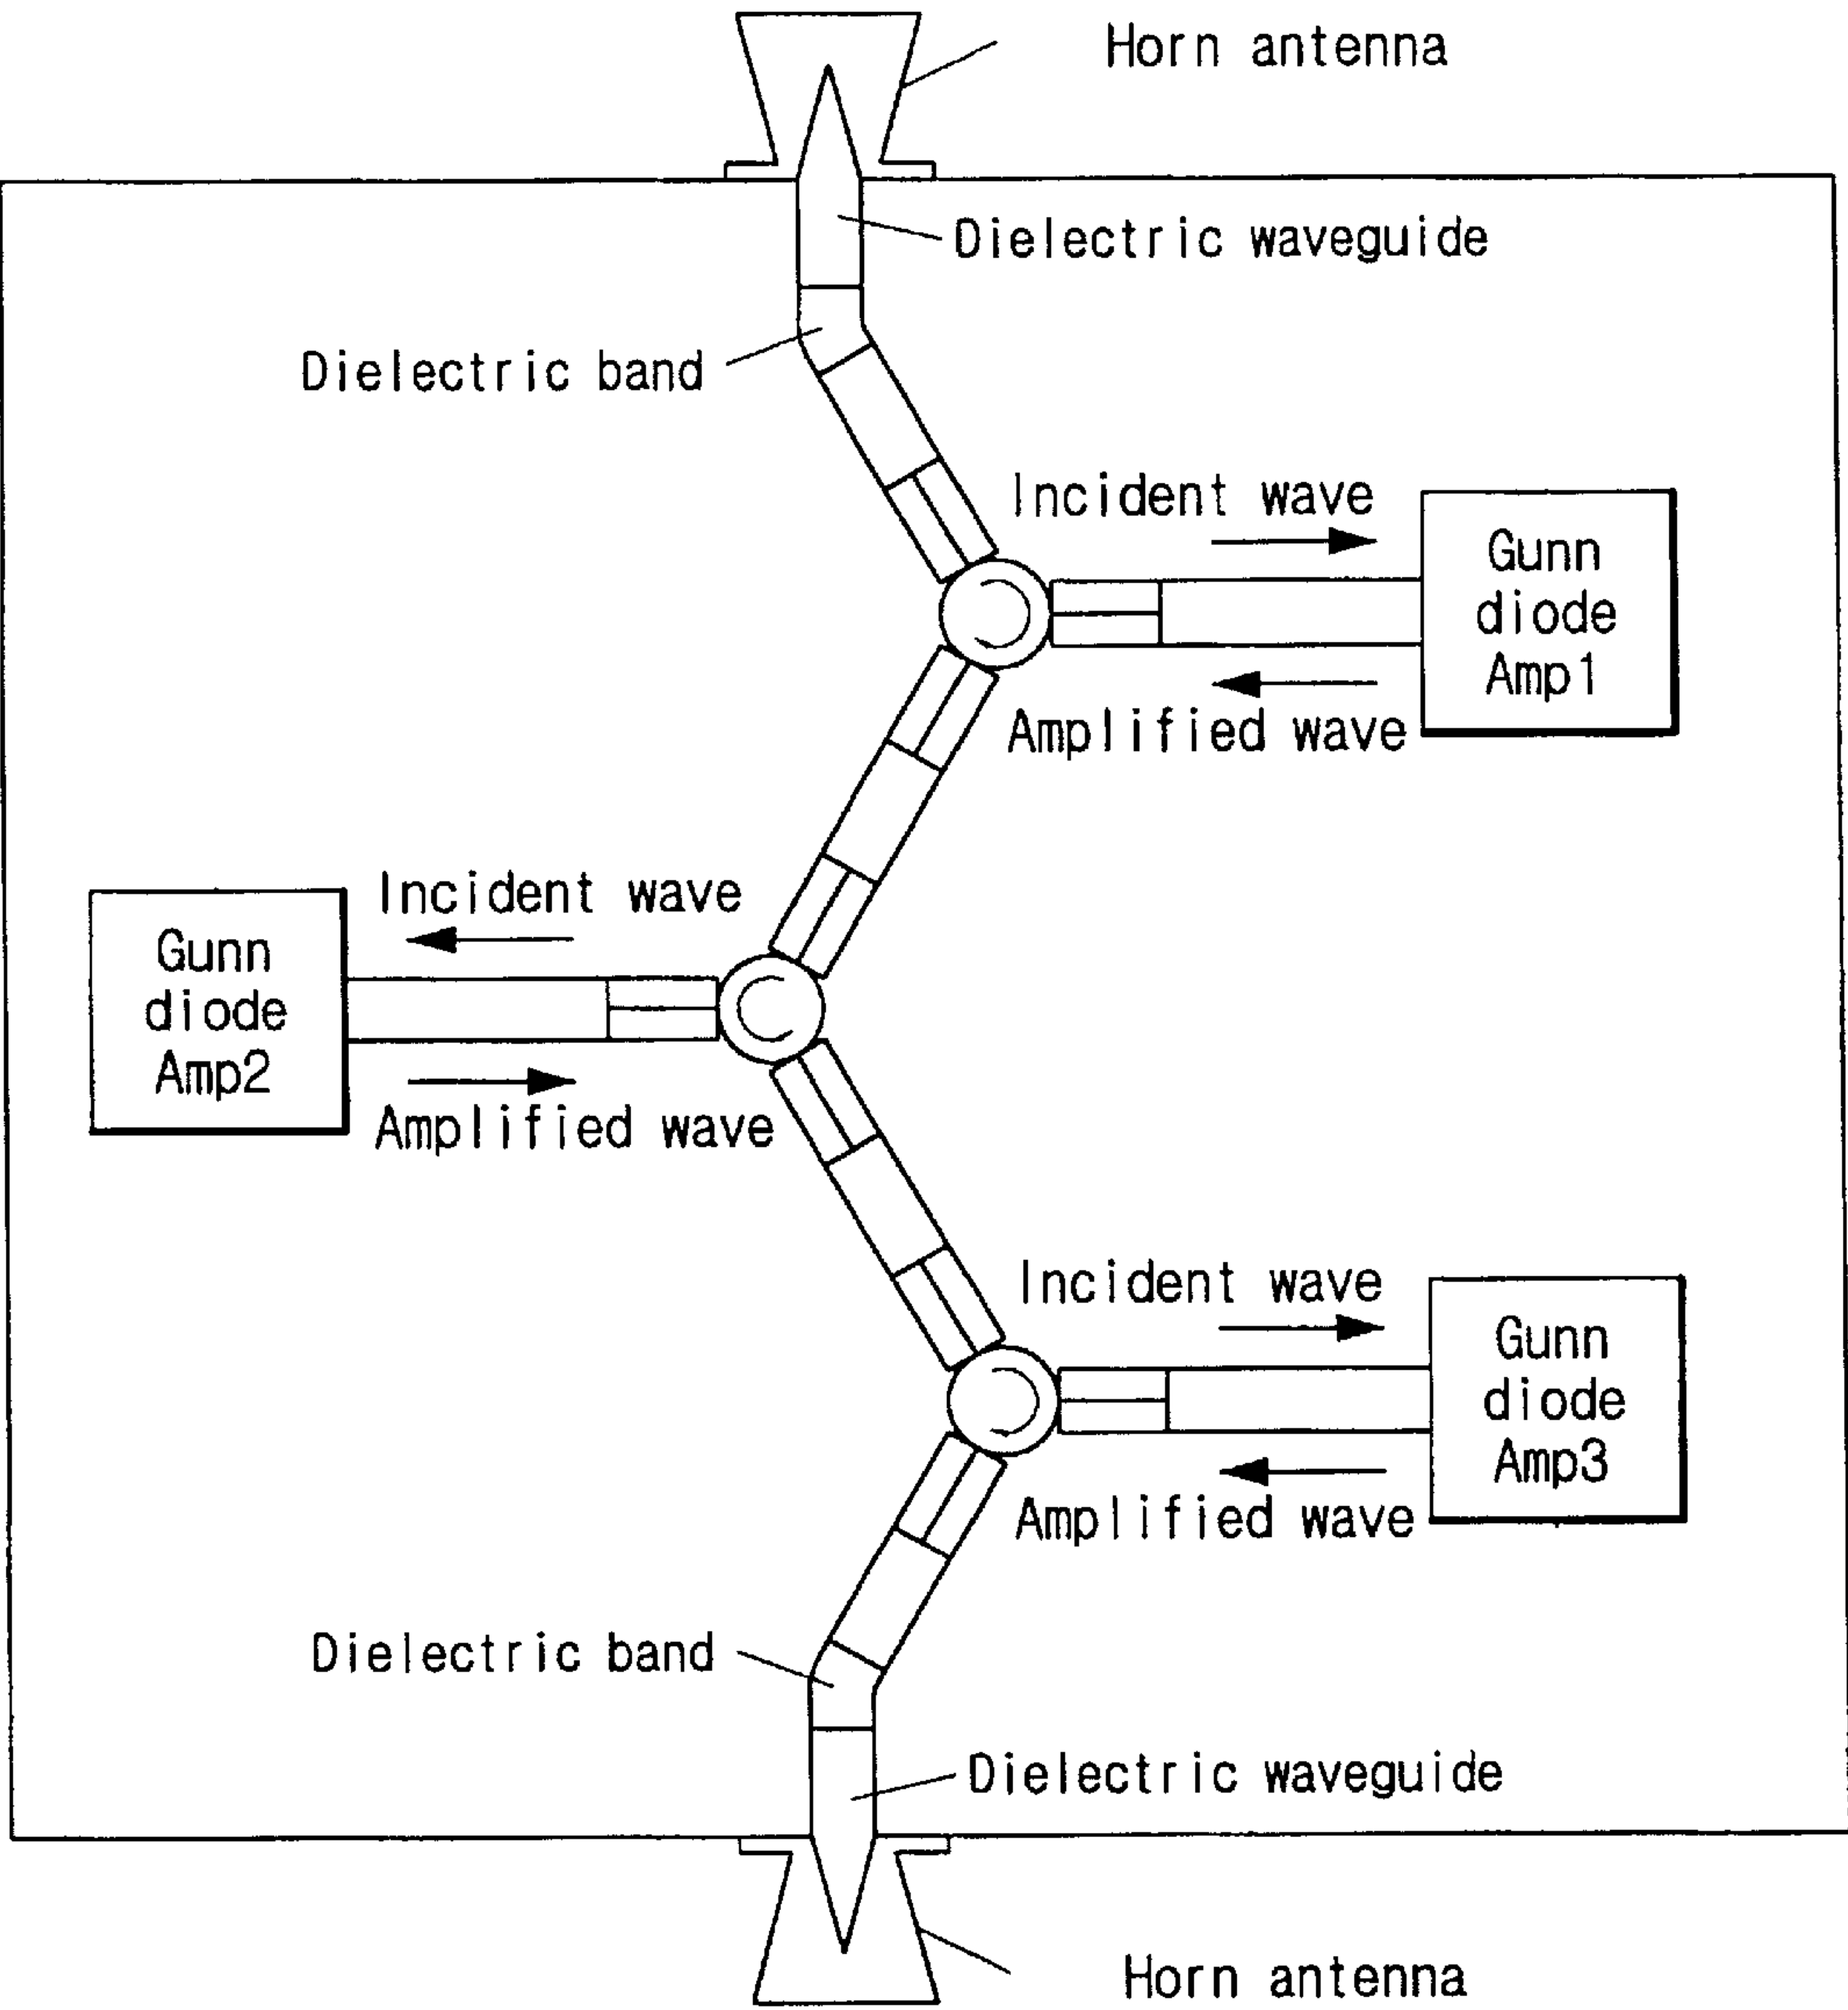 Horn antenna
Dielectric waveguide
Dielectric band
Incident wave
Gunn
diode
Amp1
Amplified wave
Incident wave
Gunn
diode
Amp2
Amplified wave
Incident wave
Gunn
diode
Amp3
Amplified wave
Dielectric band
Dielectric waveguide
Horn antenna